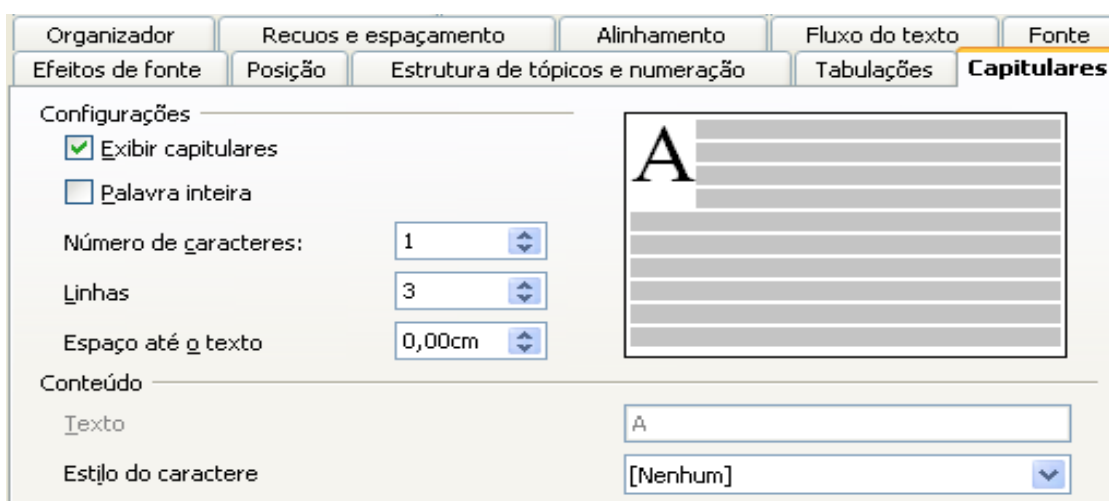 Organizador Recuos e espaçamento Alinhamento Fluxo do texto Fonte
Efeitos de fonte Posição Estrutura de tópicos e numeração Tabulações Capitulares
Configurações
Exibir capitulares
Palavra inteira
Número de caracteres: 1
Linhas 3
Espaço até o texto 0,00cm
A
Conteúdo
Texto A
Estilo do caractere [Nenhum]